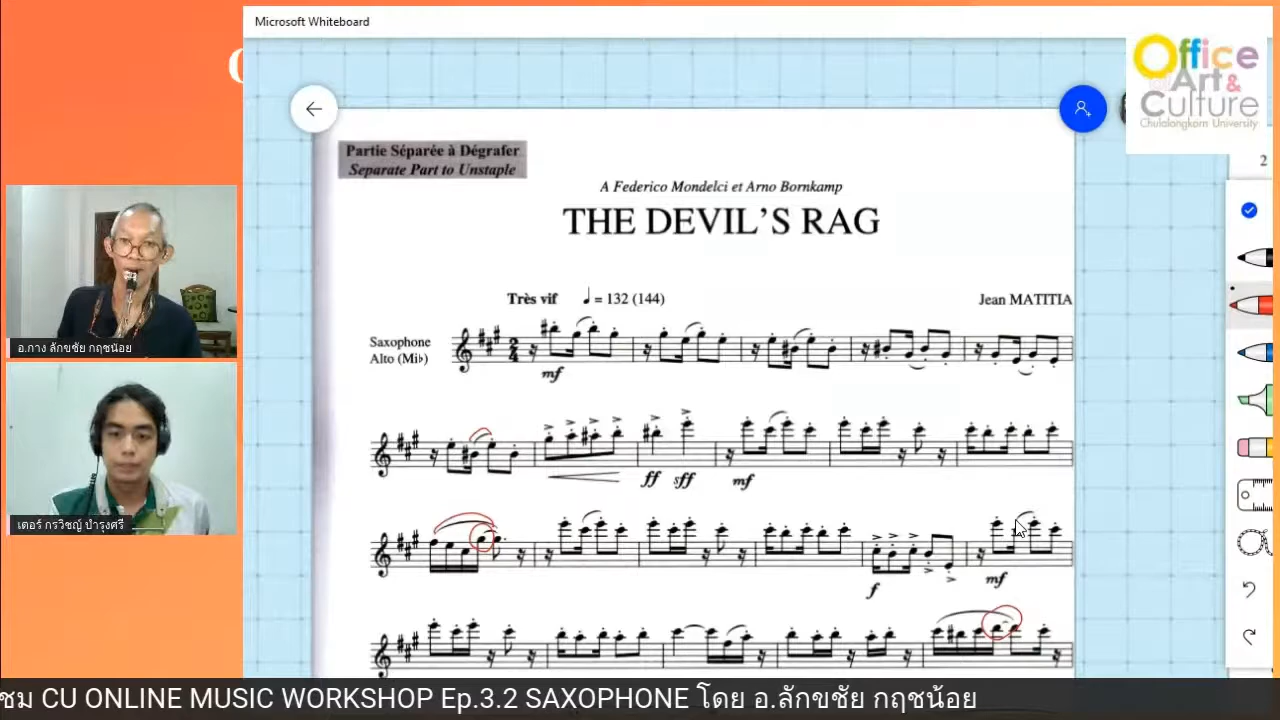 Microsoft Whiteboard
Office
of
Art &
Culture
Chulalongkorn University
2
Partie Séparée à Dégrafer
Separate Part to Unstaple
A Federico Mondelci et Arno Bornkamp
THE DEVIL'S RAG
Très vif ♩ = 132 (144)
Jean MATITIA
Saxophone
Alto (Mi♭)
2
4
mf
ff sff mf
f mf
อ.กาง ลักขชัย กฤชน้อย
เตอร์ กรวิชญ์ บำรุงศรี
ชม CU ONLINE MUSIC WORKSHOP Ep.3.2 SAXOPHONE โดย อ.ลักขชัย กฤชน้อย